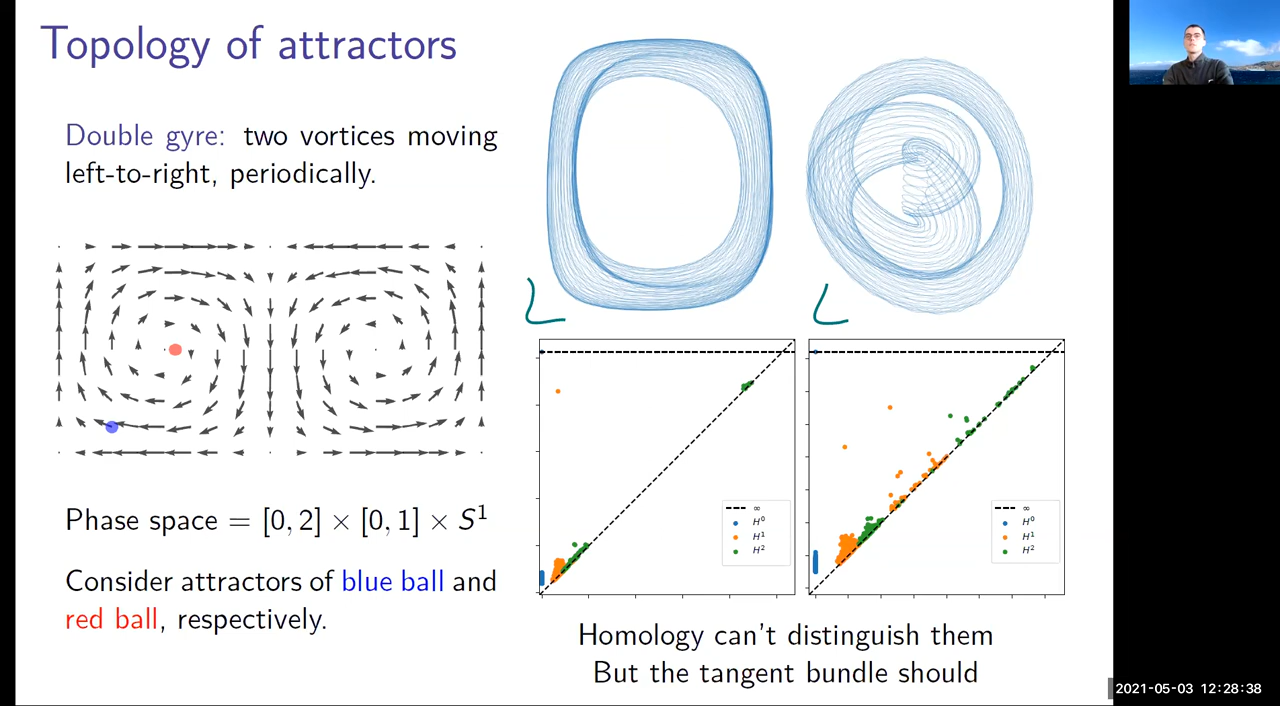 Topology of attractors
Double gyre: two vortices moving
left-to-right, periodically.
Phase space = [0, 2] × [0, 1] × S¹
Consider attractors of blue ball and
red ball, respectively.
∞
H⁰
H¹
H²
∞
H⁰
H¹
H²
Homology can't distinguish them
But the tangent bundle should
2021-05-03 12:28:38